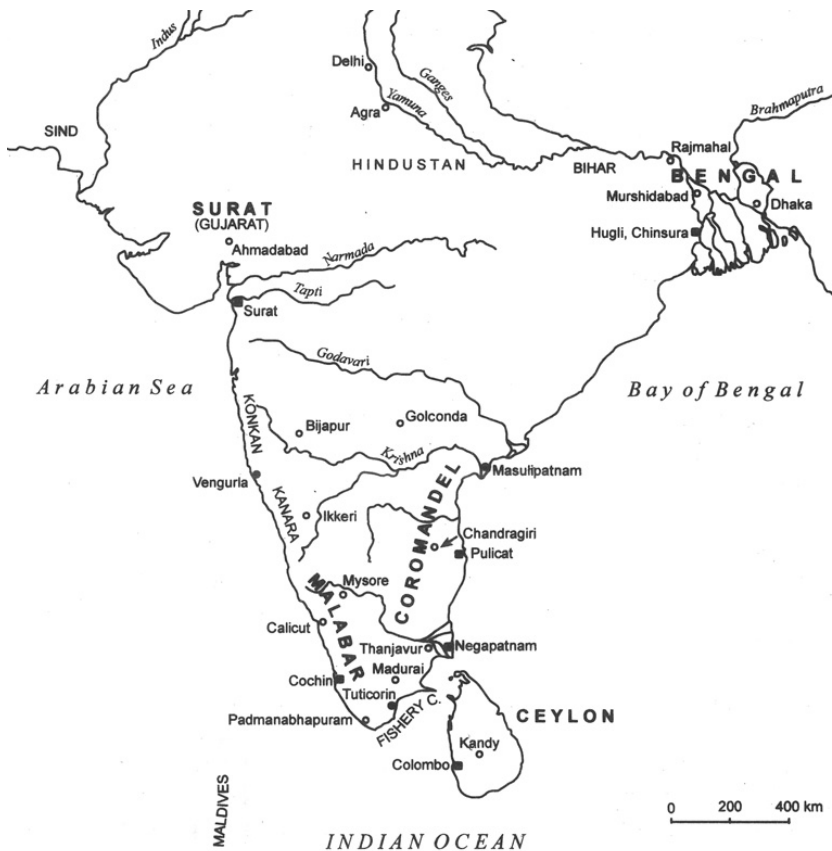 Indus
Delhi
Ganges
Yamuna
Agra
Brahmaputra
SIND
HINDUSTAN
BIHAR
Rajmahal
BENGAL
Murshidabad
Dhaka
SURAT
(GUJARAT)
Ahmadabad
Hugli, Chinsura
Narmada
Tapti
Surat
Godavari
Arabian Sea
Bay of Bengal
KONKAN
Bijapur
Golconda
Krishna
Masulipatnam
Vengurla
KANARA
Ikkeri
COROMANDEL
Chandragiri
Pulicat
MALABAR
Mysore
Calicut
Thanjavur
Negapatnam
Madurai
Cochin
Tuticorin
FISHERY C.
CEYLON
Padmanabhapuram
Kandy
Colombo
MALDIVES
0 200 400 km
INDIAN OCEAN